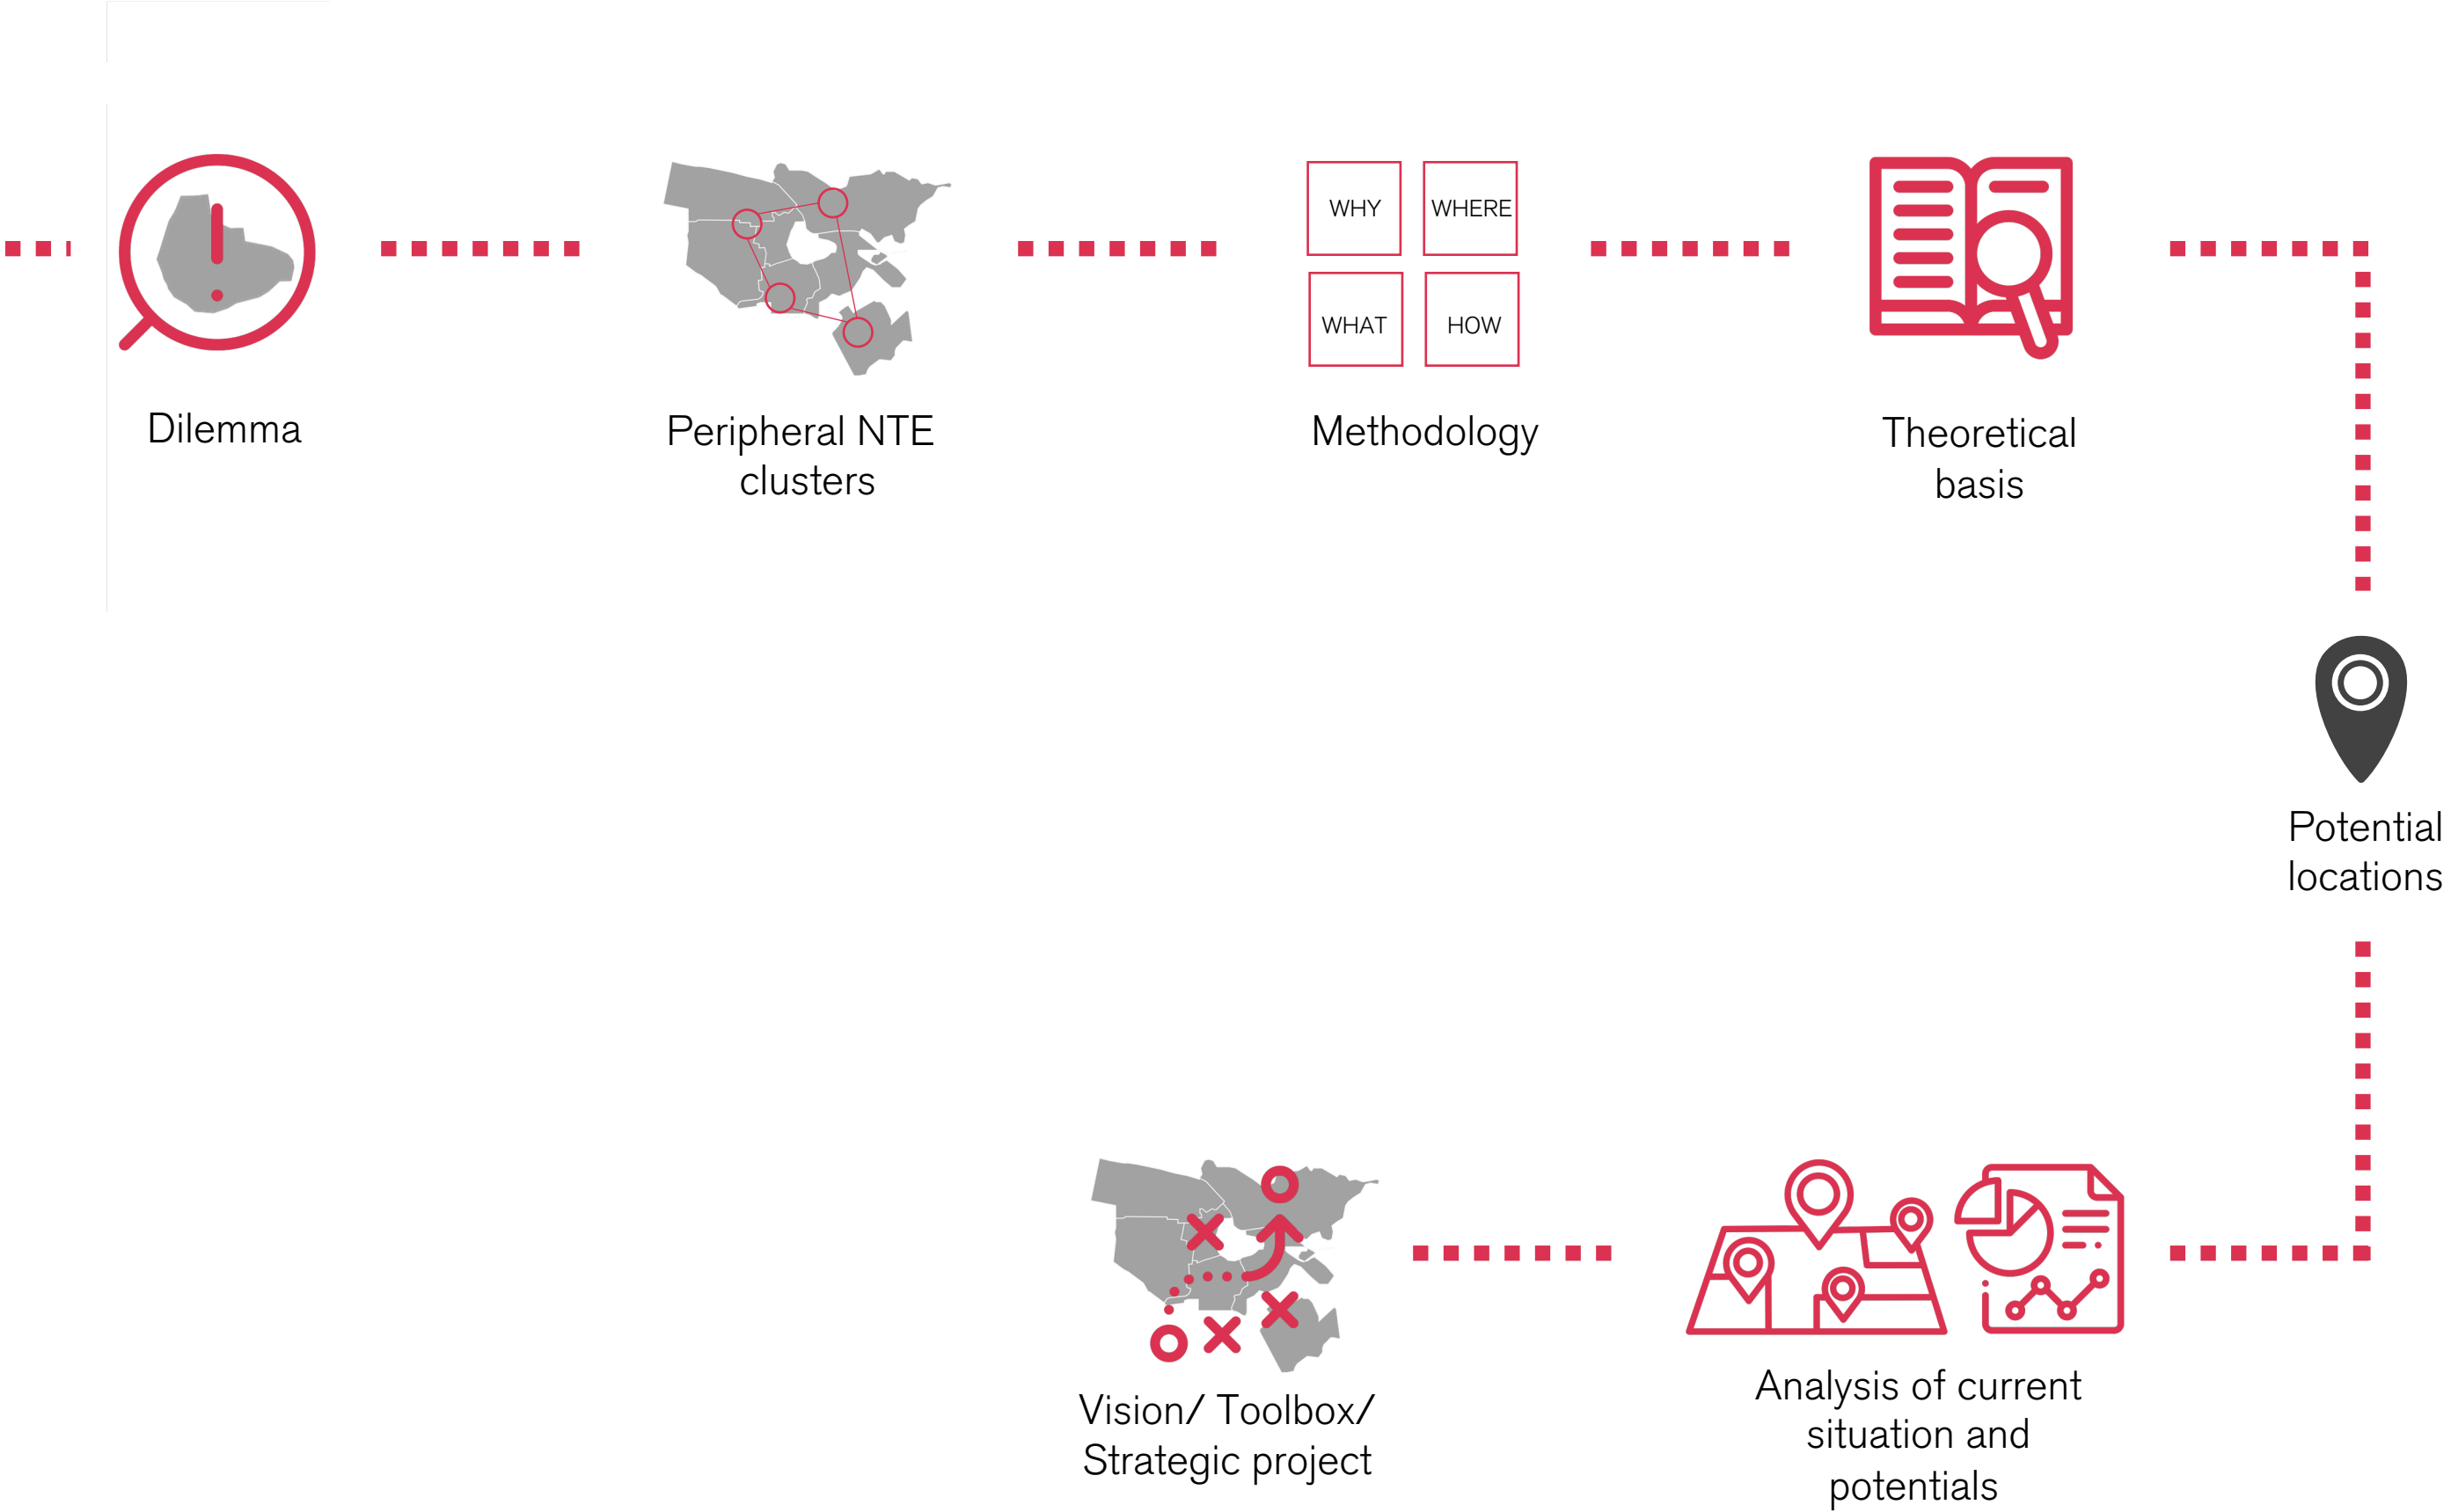 WHY
WHERE
WHAT
HOW
Dilemma
Peripheral NTE
clusters
Methodology
Theoretical
basis
Potential
locations
Vision/ Toolbox/
Strategic project
Analysis of current
situation and
potentials